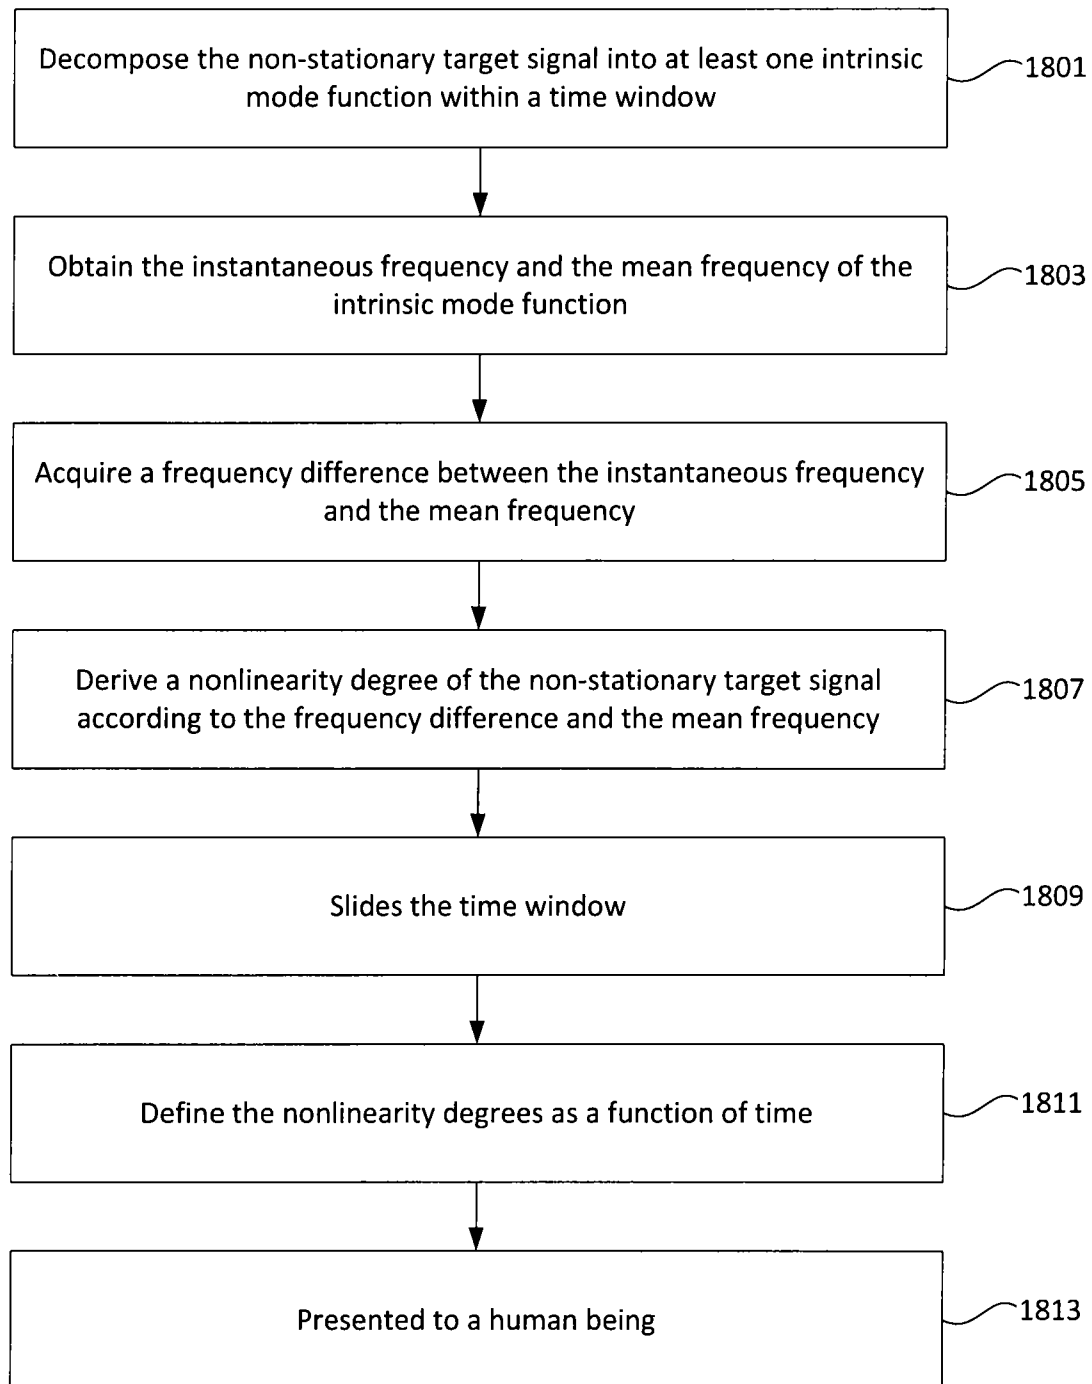 Decompose the non-stationary target signal into at least one intrinsic
mode function within a time window
1801
Obtain the instantaneous frequency and the mean frequency of the
intrinsic mode function
1803
Acquire a frequency difference between the instantaneous frequency
and the mean frequency
1805
Derive a nonlinearity degree of the non-stationary target signal
according to the frequency difference and the mean frequency
1807
Slides the time window
1809
Define the nonlinearity degrees as a function of time
1811
Presented to a human being
1813